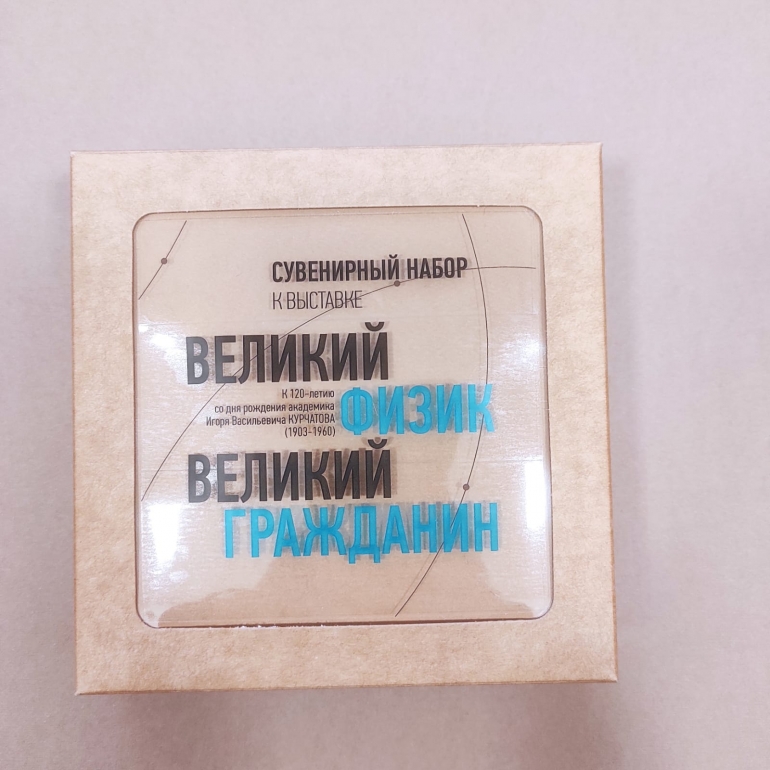 СУВЕНИРНЫЙ НАБОР
К ВЫСТАВКЕ
ВЕЛИКИЙ
К 120-летию
со дня рождения академика
Игоря Васильевича КУРЧАТОВА
(1903-1960)
ФИЗИК
ВЕЛИКИЙ
ГРАЖДАНИН